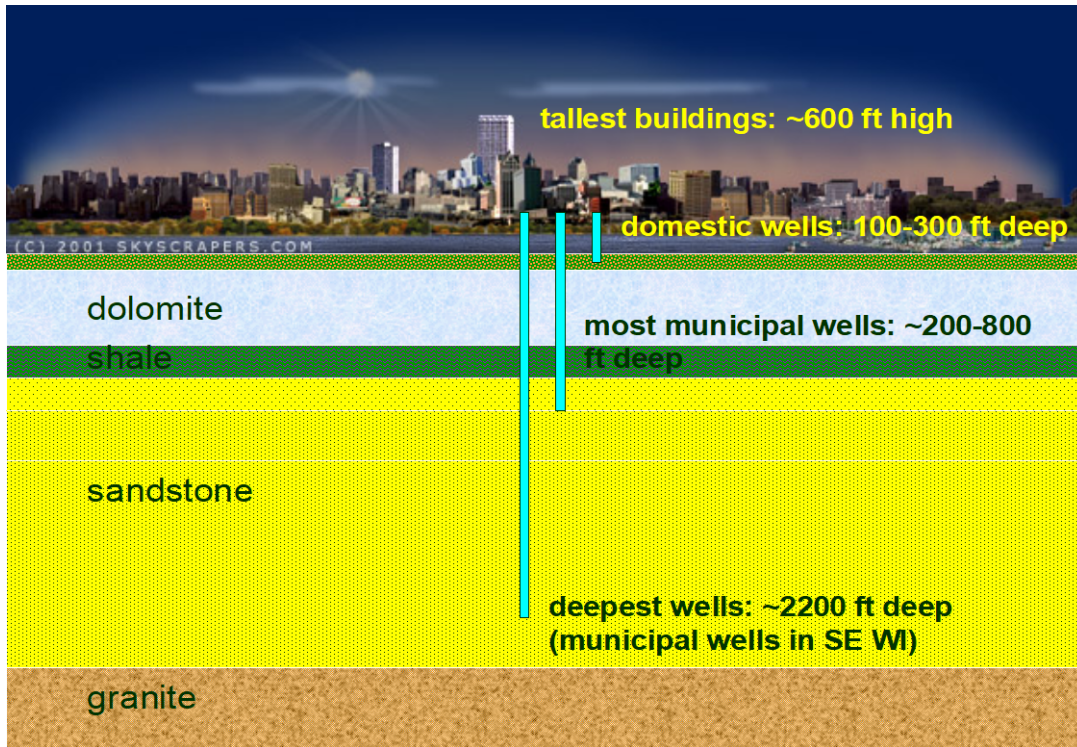 tallest buildings: ~600 ft high
domestic wells: 100-300 ft deep
(C) 2001 SKYSCRAPERS.COM
dolomite
most municipal wells: ~200-800
ft deep
shale
sandstone
deepest wells: ~2200 ft deep
(municipal wells in SE WI)
granite